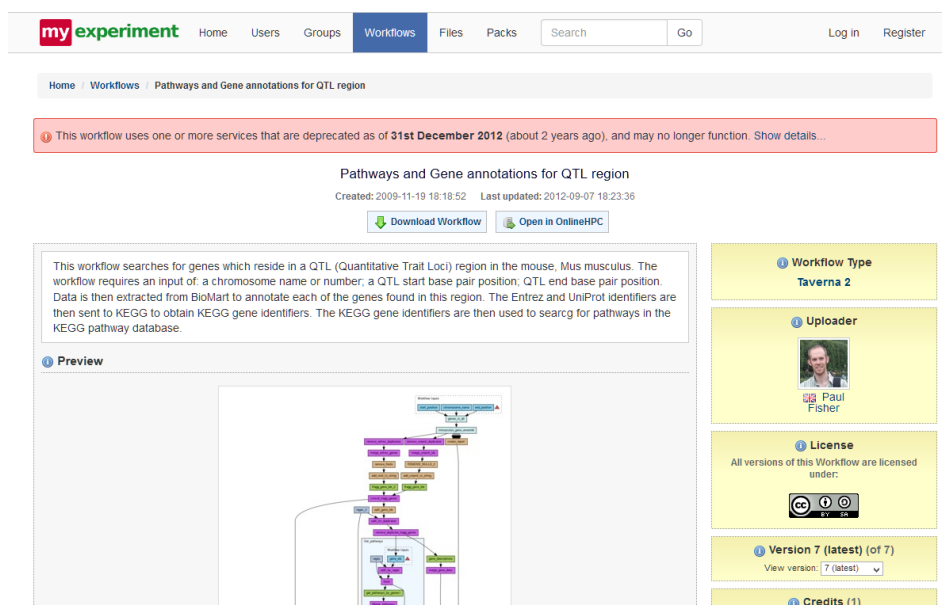 my experiment Home Users Groups Workflows Files Packs Search Go Log in Register
Home / Workflows / Pathways and Gene annotations for QTL region
This workflow uses one or more services that are deprecated as of 31st December 2012 (about 2 years ago), and may no longer function. Show details...
Pathways and Gene annotations for QTL region
Created: 2009-11-19 18:18:52 Last updated: 2012-09-07 18:23:36
Download Workflow Open in OnlineHPC
This workflow searches for genes which reside in a QTL (Quantitative Trait Loci) region in the mouse, Mus musculus. The
workflow requires an input of: a chromosome name or number; a QTL start base pair position; QTL end base pair position.
Data is then extracted from BioMart to annotate each of the genes found in this region. The Entrez and UniProt identifiers are
then sent to KEGG to obtain KEGG gene identifiers. The KEGG gene identifiers are then used to searcg for pathways in the
KEGG pathway database.
Preview
Workflow Type
Taverna 2
Uploader
Paul
Fisher
License
All versions of this Workflow are licensed
under:
cc
BY SA
Version 7 (latest) (of 7)
View version: 7 (latest)
Credits (1)